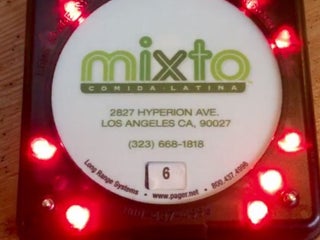 mixto
COMIDA · LATINA
2827 HYPERION AVE.
LOS ANGELES CA, 90027
(323) 668-1818
6
Long Range Systems • www.pager.net • 800.437.4996